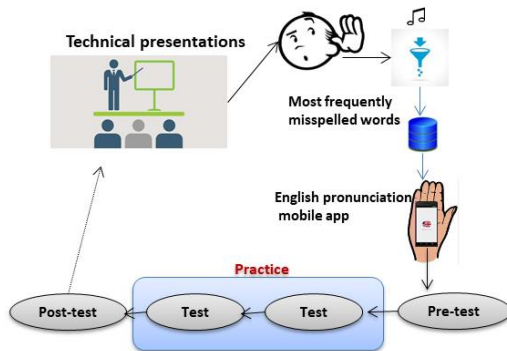 Technical presentations
Most frequently
misspelled words
English pronunciation
mobile app
Practice
Post-test
Test
Test
Pre-test